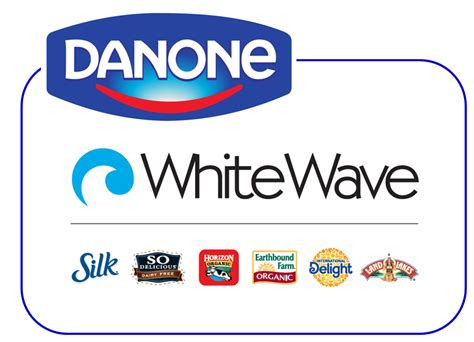 DANONE
WhiteWave
Silk
SO
DELICIOUS
DAIRY FREE
HORIZON
ORGANIC
Earthbound
Farm
ORGANIC
INTERNATIONAL
Delight
LAND O LAKES